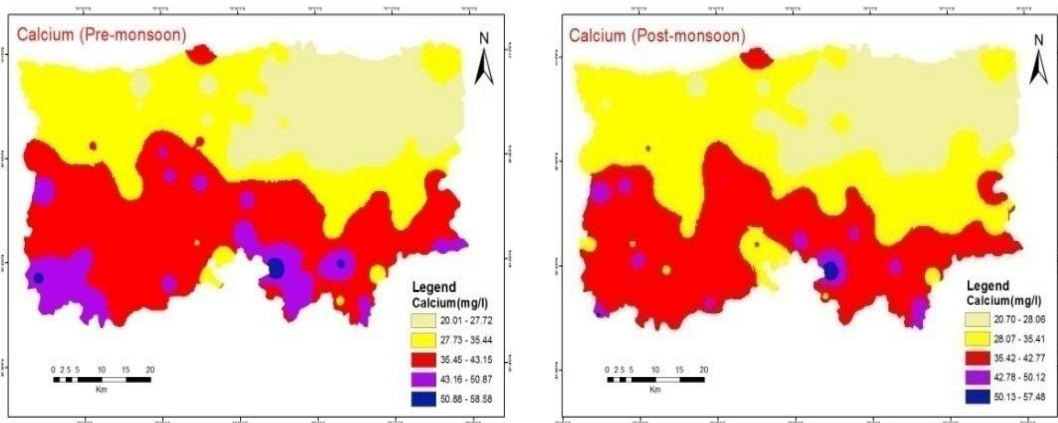 Calcium (Pre-monsoon)
N
Legend
Calcium(mg/l)
20.01 - 27.72
27.73 - 35.44
35.45 - 43.15
43.16 - 50.87
50.88 - 58.58
0 2.5 5 10 15 20
Km
Calcium (Post-monsoon)
N
Legend
Calcium(mg/l)
20.70 - 28.06
28.07 - 35.41
35.42 - 42.77
42.78 - 50.12
50.13 - 57.48
0 2.5 5 10 15 20
Km